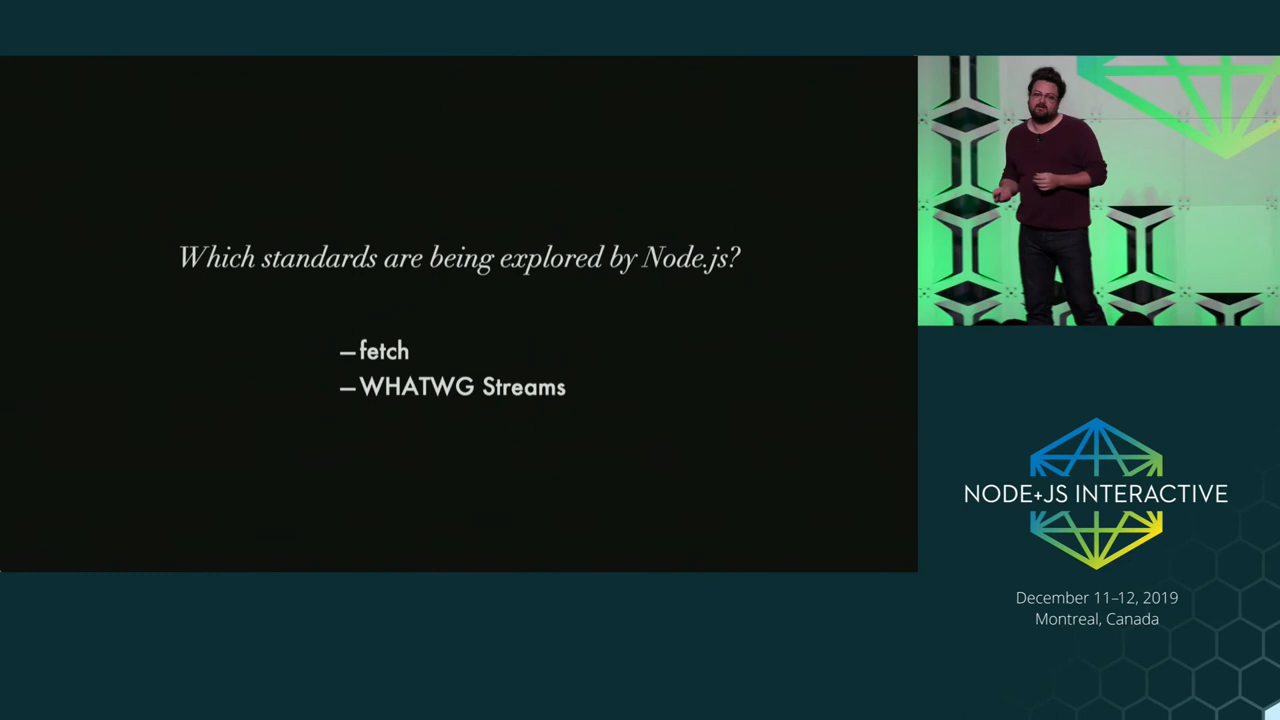 Which standards are being explored by Node.js?
—fetch
—WHATWG Streams
NODE+JS INTERACTIVE
December 11–12, 2019
Montreal, Canada